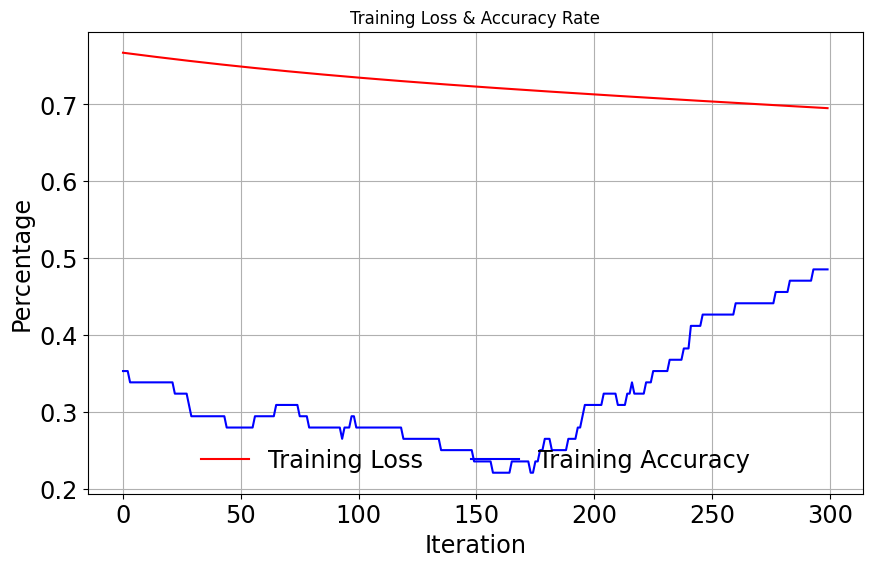 Training Loss & Accuracy Rate
Percentage
0.7
0.6
0.5
0.4
0.3
0.2
Training Loss Training Accuracy
0 50 100 150 200 250 300
Iteration